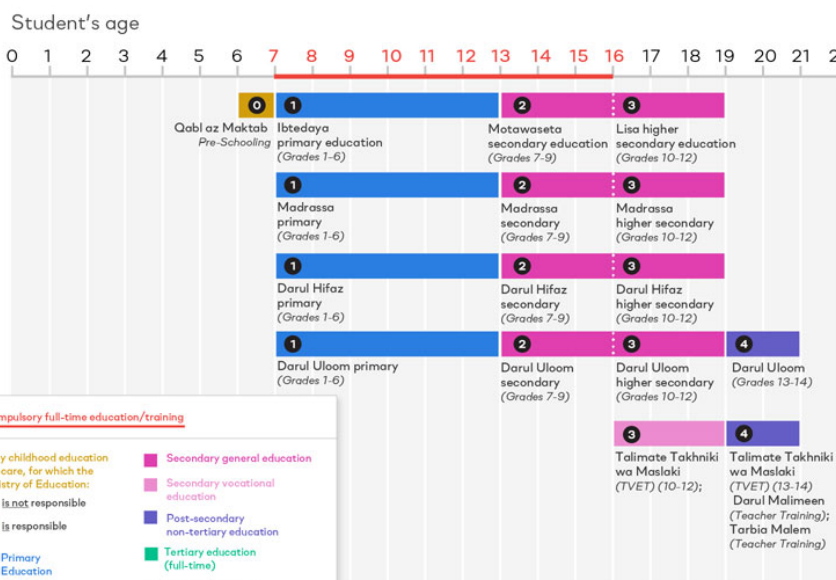 Student's age
0 1 2 3 4 5 6 7 8 9 10 11 12 13 14 15 16 17 18 19 20 21
0 1 2 3
Qabl az Maktab
Pre-Schooling
Ibtedaya
primary education
(Grades 1-6)
Motawaseta
secondary education
(Grades 7-9)
Lisa higher
secondary education
(Grades 10-12)
1 2 3
Madrassa
primary
(Grades 1-6)
Madrassa
secondary
(Grades 7-9)
Madrassa
higher secondary
(Grades 10-12)
1 2 3
Darul Hifaz
primary
(Grades 1-6)
Darul Hifaz
secondary
(Grades 7-9)
Darul Hifaz
higher secondary
(Grades 10-12)
1 2 3 4
Darul Uloom primary
(Grades 1-6)
Darul Uloom
secondary
(Grades 7-9)
Darul Uloom
higher secondary
(Grades 10-12)
Darul Uloom
(Grades 13-14)
3 4
Talimate Takhniki
wa Maslaki
(TVET) (10-12);
Talimate Takhniki
wa Maslaki
(TVET) (13-14)
Darul Malimeen
(Teacher Training);
Tarbia Malem
(Teacher Training)
mpulsory full-time education/training
y childhood education
care, for which the
istry of Education:
is not responsible
is responsible
Primary
Education
Secondary general education
Secondary vocational
education
Post-secondary
non-tertiary education
Tertiary education
(full-time)